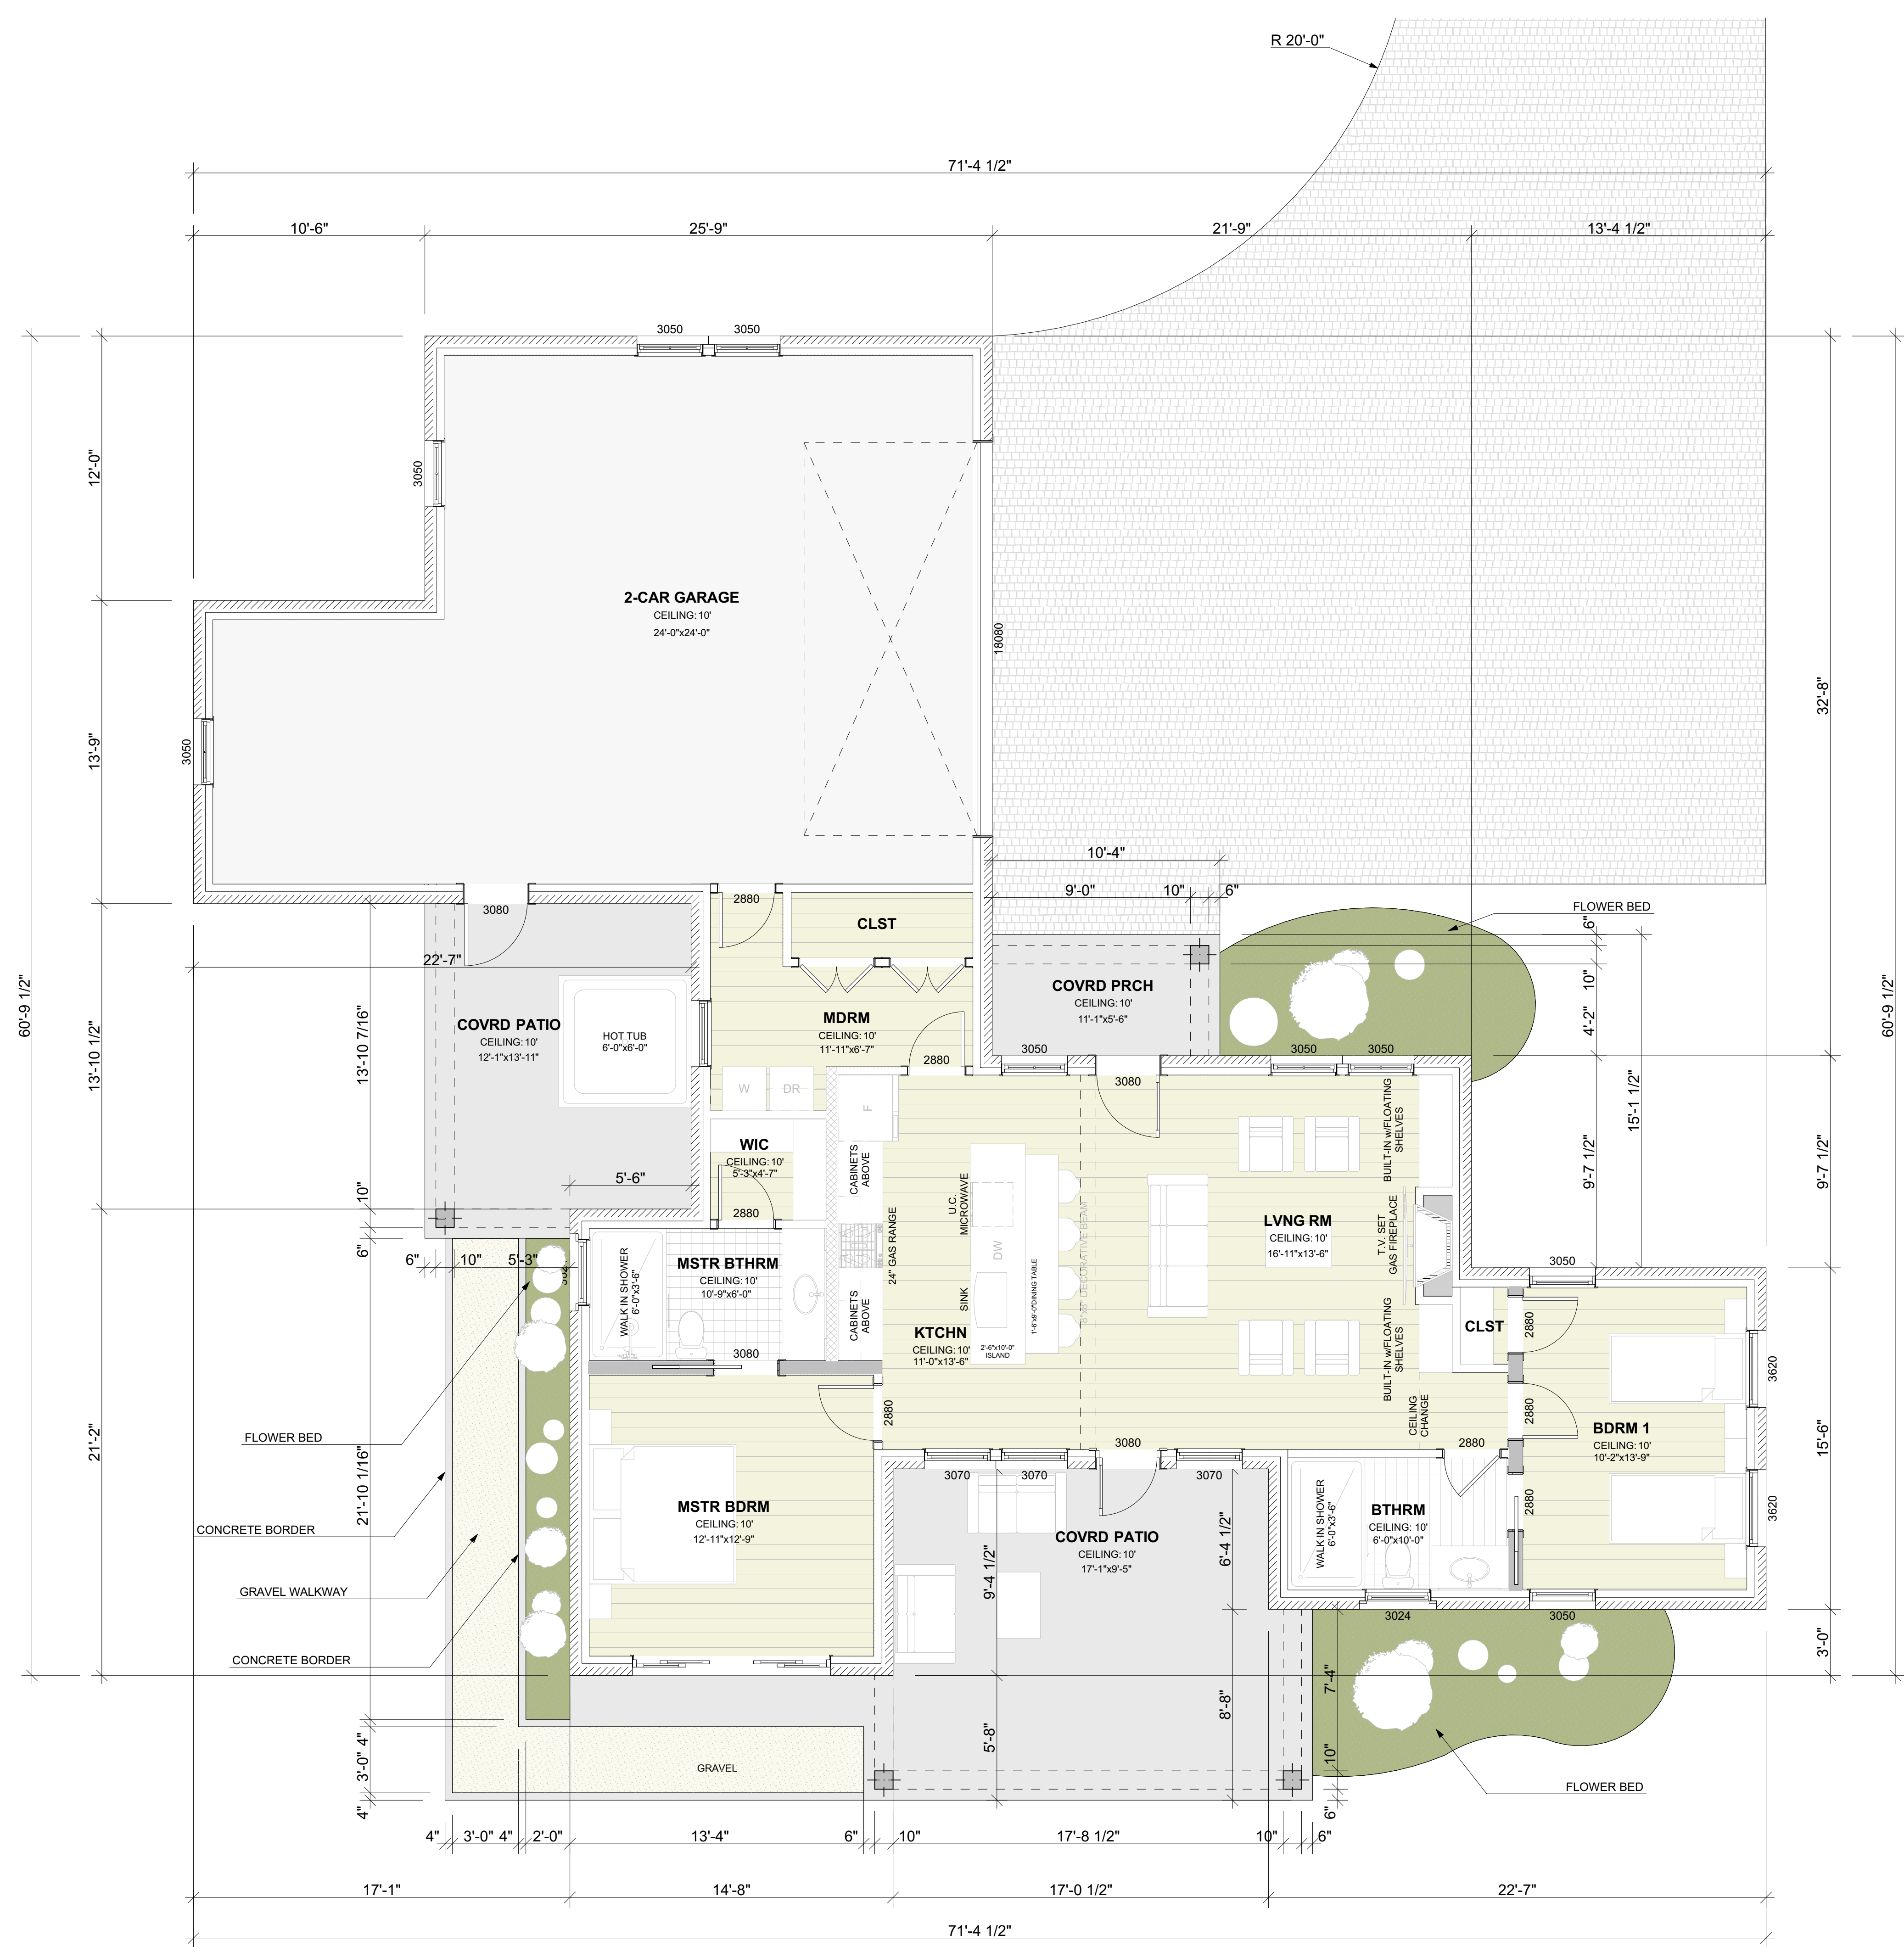 R 20'-0"
71'-4 1/2"
10'-6"
25'-9"
21'-9"
13'-4 1/2"
3050
3050
12'-0"
3050
2-CAR GARAGE
CEILING: 10'
24'-0"x24'-0"
18080
32'-8"
13'-9"
3050
10'-4"
9'-0"
10"
6"
3080
2880
CLST
FLOWER BED
6"
22'-7"
60'-9 1/2"
60'-9 1/2"
10"
COVRD PATIO
CEILING: 10'
12'-1"x13'-11"
HOT TUB
6'-0"x6'-0"
MDRM
CEILING: 10'
11'-11"x6'-7"
COVRD PRCH
CEILING: 10'
11'-1"x5'-6"
4'-2"
13'-10 1/2"
13'-10 7/16"
2880
3050
3080
3050
3050
W
DR
F
15'-1 1/2"
BUILT-IN w/FLOATING
SHELVES
9'-7 1/2"
9'-7 1/2"
WIC
CEILING: 10'
5'-3"x4'-7"
CABINETS
ABOVE
5'-6"
10"
2880
U.C.
MICROWAVE
24" GAS RANGE
8"x8" DECORATIVE BEAM
LVNG RM
CEILING: 10'
16'-11"x13'-6"
T.V. SET
GAS FIREPLACE
6"
6"
10"
5'-3"
WALK IN SHOWER
6'-0"x3'-6"
MSTR BTHRM
CEILING: 10'
10'-9"x6'-0"
DW
3050
SINK
CABINETS
ABOVE
1'-6"x9'-0"DINING TABLE
KTCHN
CEILING: 10'
11'-0"x13'-6"
2'-6"x10'-0"
ISLAND
BUILT-IN w/FLOATING
SHELVES
CLST
2880
3080
3620
2880
CEILING
CHANGE
2880
BDRM 1
CEILING: 10'
10'-2"x13'-9"
15'-6"
FLOWER BED
21'-2"
21'-10 1/16"
3080
2880
3070
3070
3070
MSTR BDRM
CEILING: 10'
12'-11"x12'-9"
WALK IN SHOWER
6'-0"x3'-6"
BTHRM
CEILING: 10'
6'-0"x10'-0"
2880
3620
CONCRETE BORDER
COVRD PATIO
CEILING: 10'
17'-1"x9'-5"
9'-4 1/2"
6'-4 1/2"
GRAVEL WALKWAY
3024
3050
3'-0"
CONCRETE BORDER
7'-4"
8'-8"
5'-8"
4"
3'-0"
4"
GRAVEL
10"
6"
FLOWER BED
4"
3'-0"
4"
2'-0"
13'-4"
6"
10"
17'-8 1/2"
10"
6"
17'-1"
14'-8"
17'-0 1/2"
22'-7"
71'-4 1/2"